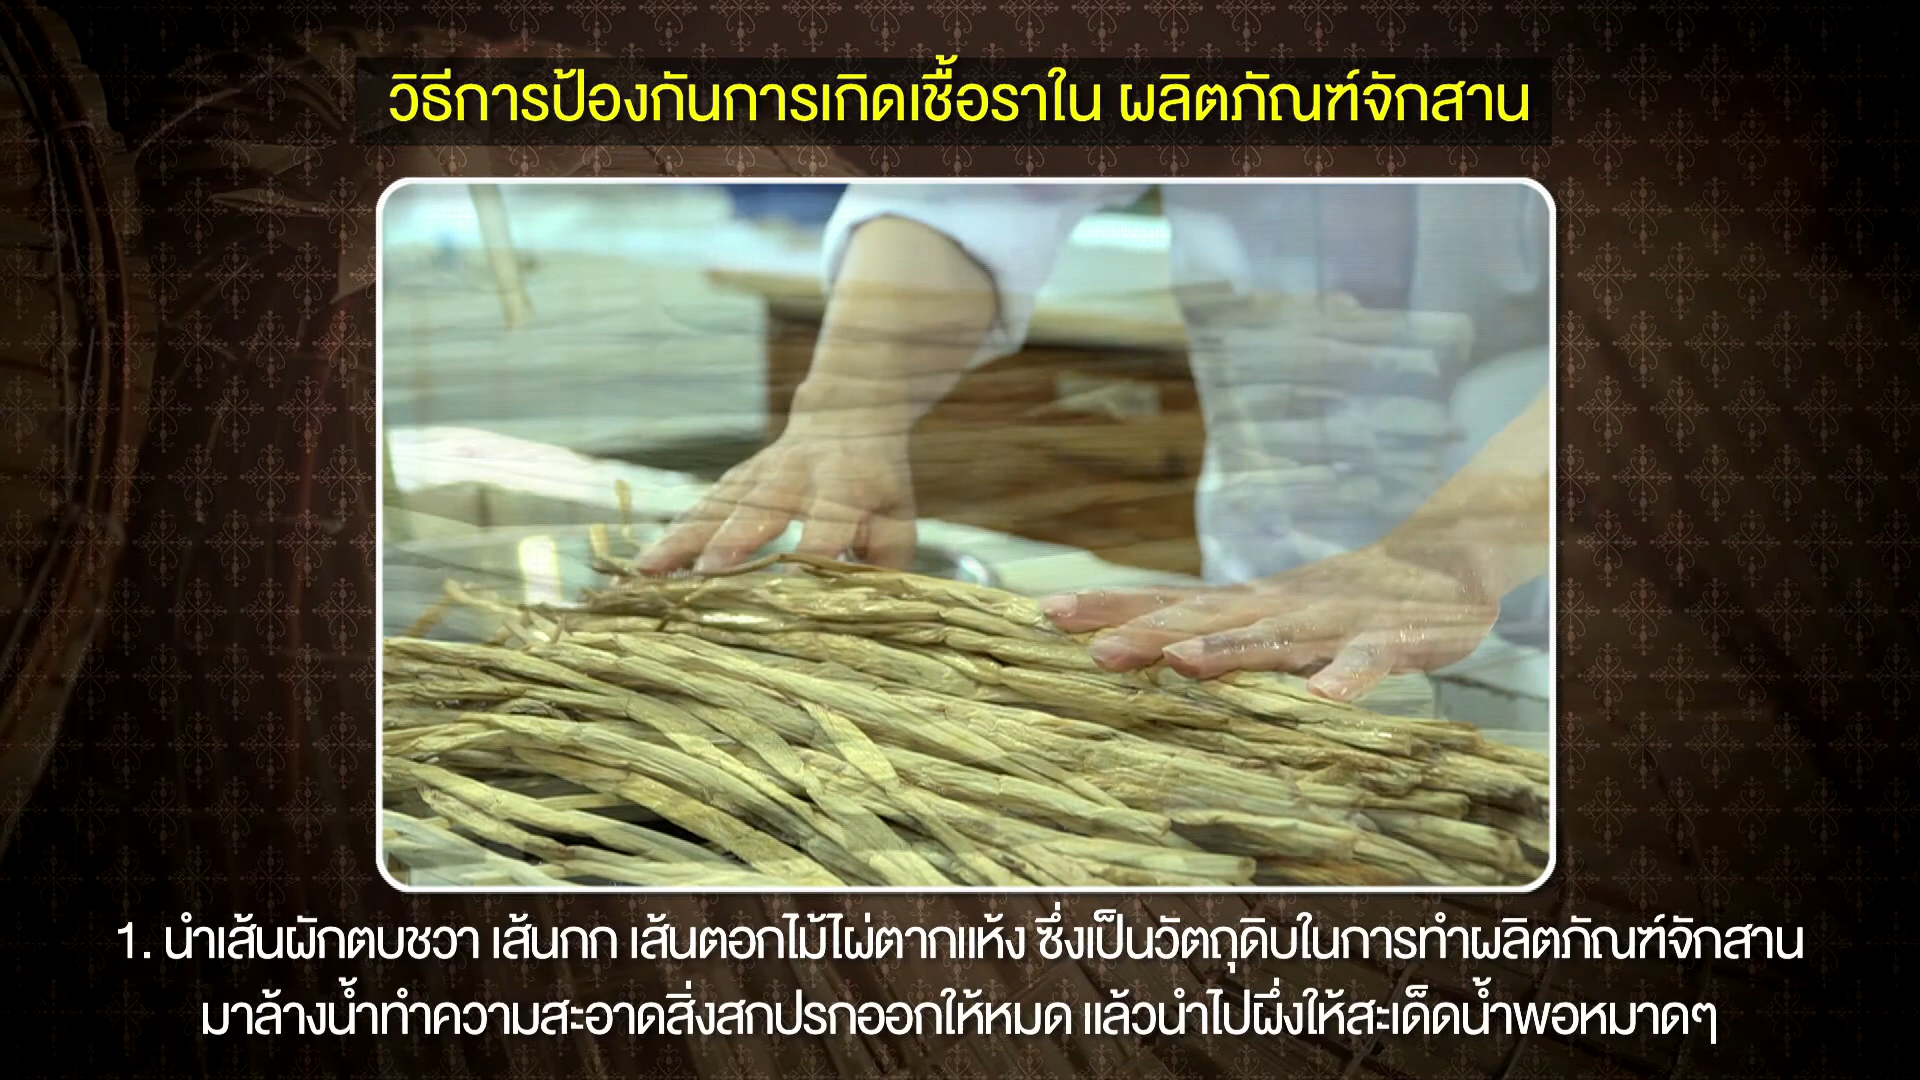 วิธีการป้องกันการเกิดเชื้อราใน ผลิตภัณฑ์จักสาน
1. นำเส้นผักตบชวา เส้นกก เส้นตอกไม้ไผ่ตากแห้ง ซึ่งเป็นวัตถุดิบในการทำผลิตภัณฑ์จักสาน
มาล้างน้ำทำความสะอาดสิ่งสกปรกออกให้หมด แล้วนำไปผึ่งให้สะเด็ดน้ำพอหมาดๆ